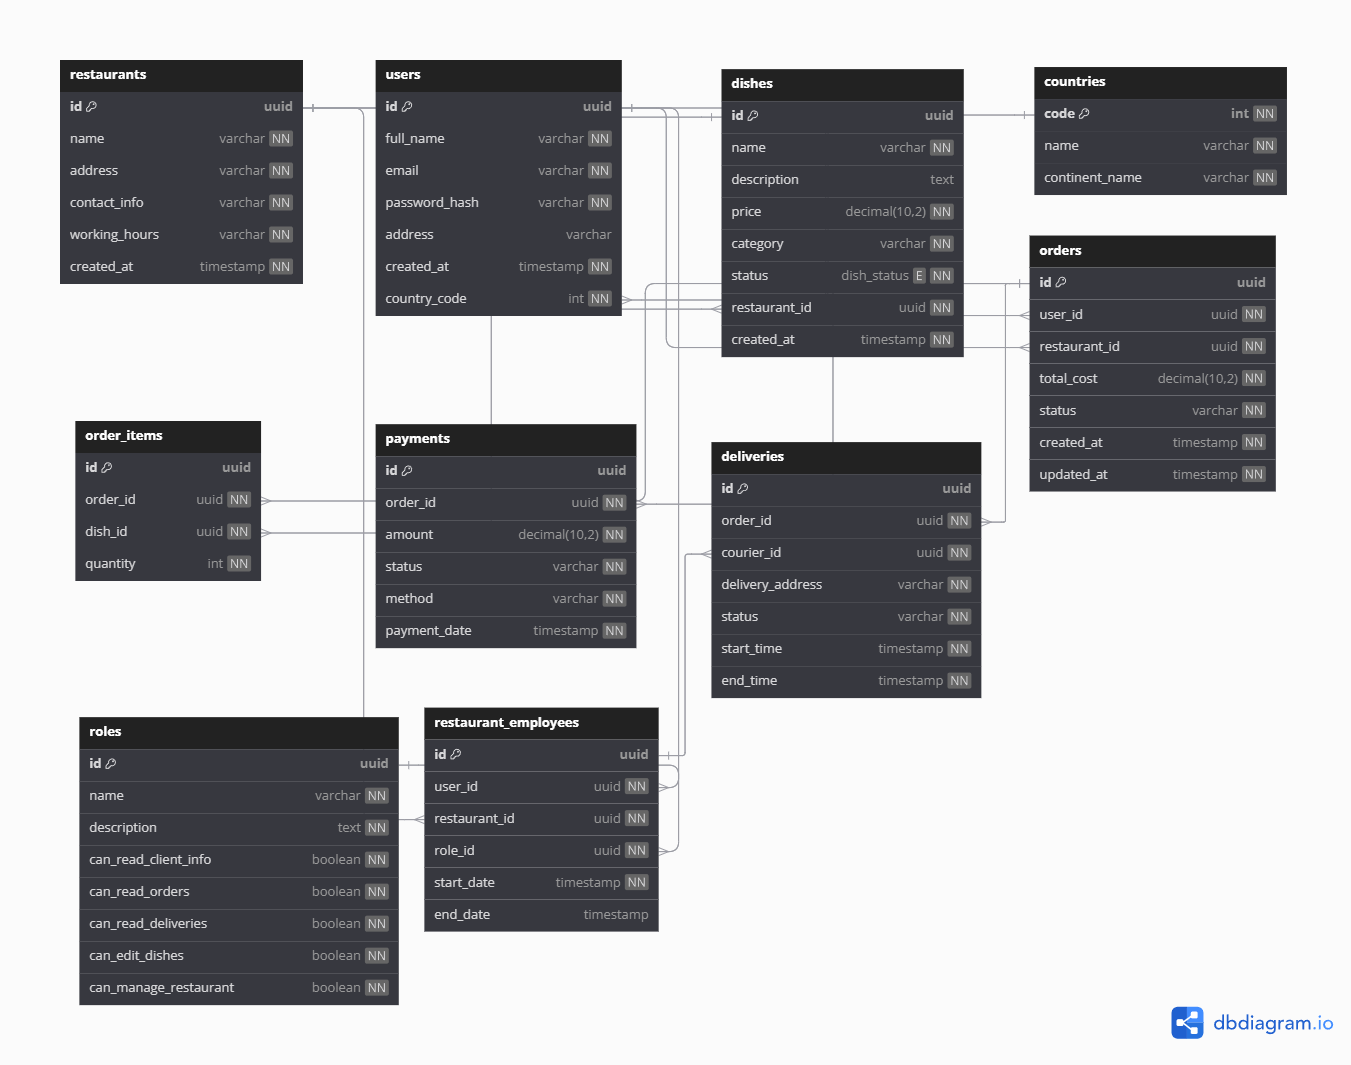 restaurants
id uuid
name varchar NN
address varchar NN
contact_info varchar NN
working_hours varchar NN
created_at timestamp NN
users
id uuid
full_name varchar NN
email varchar NN
password_hash varchar NN
address varchar
created_at timestamp NN
country_code int NN
dishes
id uuid
name varchar NN
description text
price decimal(10,2) NN
category varchar NN
status dish_status E NN
restaurant_id uuid NN
created_at timestamp NN
countries
code int NN
name varchar NN
continent_name varchar NN
orders
id uuid
user_id uuid NN
restaurant_id uuid NN
total_cost decimal(10,2) NN
status varchar NN
created_at timestamp NN
updated_at timestamp NN
order_items
id uuid
order_id uuid NN
dish_id uuid NN
quantity int NN
payments
id uuid
order_id uuid NN
amount decimal(10,2) NN
status varchar NN
method varchar NN
payment_date timestamp NN
deliveries
id uuid
order_id uuid NN
courier_id uuid NN
delivery_address varchar NN
status varchar NN
start_time timestamp NN
end_time timestamp NN
roles
id uuid
name varchar NN
description text NN
can_read_client_info boolean NN
can_read_orders boolean NN
can_read_deliveries boolean NN
can_edit_dishes boolean NN
can_manage_restaurant boolean NN
restaurant_employees
id uuid
user_id uuid NN
restaurant_id uuid NN
role_id uuid NN
start_date timestamp NN
end_date timestamp
dbdiagram.io